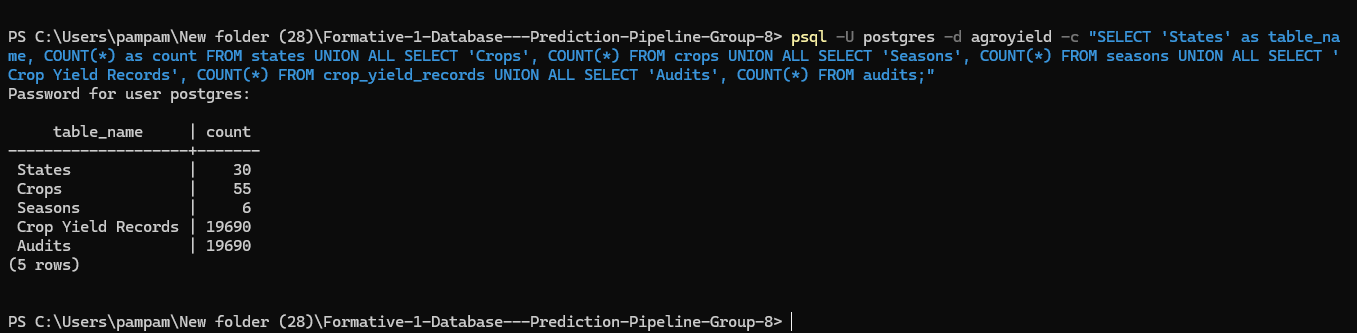 PS C:\Users\pampam\New folder (28)\Formative-1-Database---Prediction-Pipeline-Group-8> psql -U postgres -d agroyield -c "SELECT 'States' as table_na
me, COUNT(*) as count FROM states UNION ALL SELECT 'Crops', COUNT(*) FROM crops UNION ALL SELECT 'Seasons', COUNT(*) FROM seasons UNION ALL SELECT '
Crop Yield Records', COUNT(*) FROM crop_yield_records UNION ALL SELECT 'Audits', COUNT(*) FROM audits;"
Password for user postgres:
    table_name     | count
-------------------+-------
 States             |    30
 Crops              |    55
 Seasons            |     6
 Crop Yield Records | 19690
 Audits             | 19690
(5 rows)
PS C:\Users\pampam\New folder (28)\Formative-1-Database---Prediction-Pipeline-Group-8>